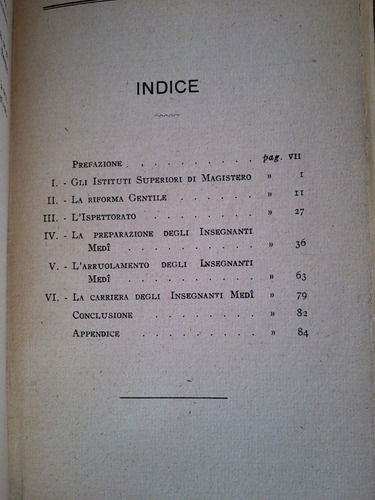 INDICE
Prefazione . . . . . . . . . pag. VII
I. - Gli Istituti Superiori di Magistero » 1
II. - La riforma Gentile . . . . . . » 11
III. - L'Ispettorato . . . . . . . . » 27
IV. - La preparazione degli Insegnanti
Medî . . . . . . . . . » 36
V. - L'arruolamento degli Insegnanti
Medî . . . . . . . . . » 63
VI. - La carriera degli Insegnanti Medî » 79
Conclusione . . . . . . . . » 82
Appendice . . . . . . . . » 84